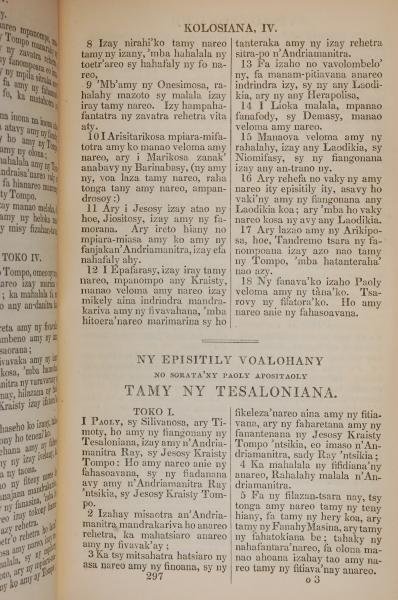 KOLOSIANA, IV.
8 Izay nirahi'ko tamy nareo
tamy ny izany, 'mba hahalala ny
toetr'areo sy hahafaly ny fo na-
reo,
9 'Mb'amy ny Onesimosa, ra-
halahy mazoto sy malala izay
iray tamy nareo. Izy hampaha-
fantatra ny zavatra rehetra vita
aty.
10 I Arisitarikosa mpiara-mifa-
totra amy ko manao veloma amy
nareo, ary i Marikosa zanak'
anabavy ny Barinabasy, (ny amy
ny, voa laza tamy nareo, raha
tonga tany amy nareo, ampan-
drosoy:)
11 Ary i Jesosy izay atao ny
hoe, Jiositosy, izay amy ny fa-
morana. Ary ireto hiany no
mpiara-miasa amy ko amy ny
fanjakan'Andriamanitra, izay efa
nahafaly ahy.
12 I Epafarasy, izay iray tamy
nareo, mpanompo any Kraisty,
manao veloma amy nareo izay
mikely aina indrindra mandra-
kariva amy ny fivavahana, 'mba
hitoera'nareo marimarina sy ho
tanteraka amy ny izay rehetra
sitra-po n'Andriamanitra.
13 Fa izaho no vavolombelo'
ny, fa manam-pitiavana anareo
indrindra izy, sy ny any Laodi-
kia, ary ny any Herapolisa,
14 I Lioka malala, mpanao
fanafody, sy Demasy, manao
veloma amy nareo.
15 Manaova veloma amy ny
rahalahy, izay any Laodikia, sy
Niomifasy, sy ny fiangonana
izay any an-trano ny.
16 Ary rehefa no vaky ny amy
nareo ity episitily ity, asavy ho
vaki'ny amy ny fiangonana any
Laodikia koa; ary 'mba ho vaky
nareo kosa ny avy any Laodikia.
17 Ary lazao amy ny Arikipo-
sa, hoe, Tandremo tsara ny fa-
nompoana izay azo nao tamy
ny Tompo, 'mba hatanteraha'
nao azy.
18 Ny fanava'ko izaho Paoly
veloma amy ny tana'ko. Tsa-
rovy ny fifatora'ko. Ho amy
nareo anie ny fahasoavana.
NY EPISITILY VOALOHANY
NO SORATA'NY PAOLY APOSITAOLY
TAMY NY TESALONIANA.
TOKO I.
I PAOLY, sy Silivanosa, ary Ti-
moty, ho amy ny fiangonany ny
Tesaloniana, izay amy n'Andria-
manitra Ray, sy Jesosy Kraisty
Tompo: Ho amy nareo anie ny
fahasoavana, sy ny fiadanana
avy amy n'Andriamanitra Ray
'ntsikia, sy Jesosy Kraisty Tom-
po.
2 Izahay misaotra an'Andria-
manitra mandrakariva ho anareo
rehetra, ka mahatsiaro anareo
amy ny fivavak'ay;
3 Ka tsy mitsahatra hatsiaro ny
asa nareo amy ny finoana, sy ny
fikeleza'nareo aina amy ny fitia-
vana, ary ny faharetana amy ny
fanantenana ny Jesosy Kraisty
Tompo 'ntsikia, eo imaso n'An-
driamanitra, sady Ray 'ntsikia;
4 Ka mahalala ny fifidiana'ny
anareo, Rahalahy malala n'An-
driamanitra.
5 Fa ny filazan-tsara nay, tsy
tonga amy nareo tamy ny teny
hiany, fa tamy ny hery koa, ary
tamy ny Fanahy Masina, ary tamy
ny fahatokiana be; tahaky ny
nahafantara'nareo, fa olona ma-
nao ahoana izahay tao amy na-
reo tamy ny fitiava'nay anareo.
297
o 3